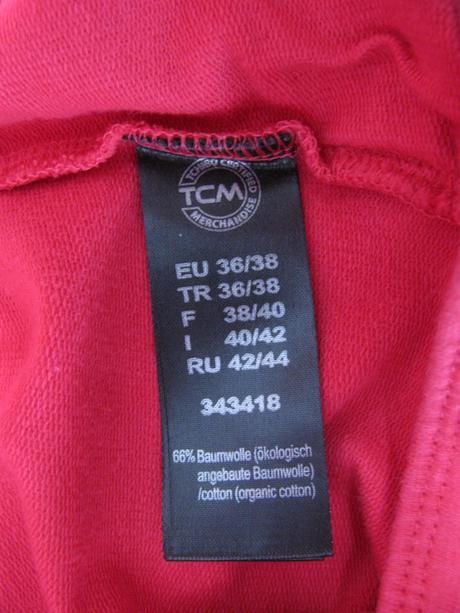 TCHIBO CERTIFIED
TCM
MERCHANDISE
EU 36/38
TR 36/38
F 38/40
I 40/42
RU 42/44
343418
66% Baumwolle (ökologisch
angebaute Baumwolle)
/cotton (organic cotton)